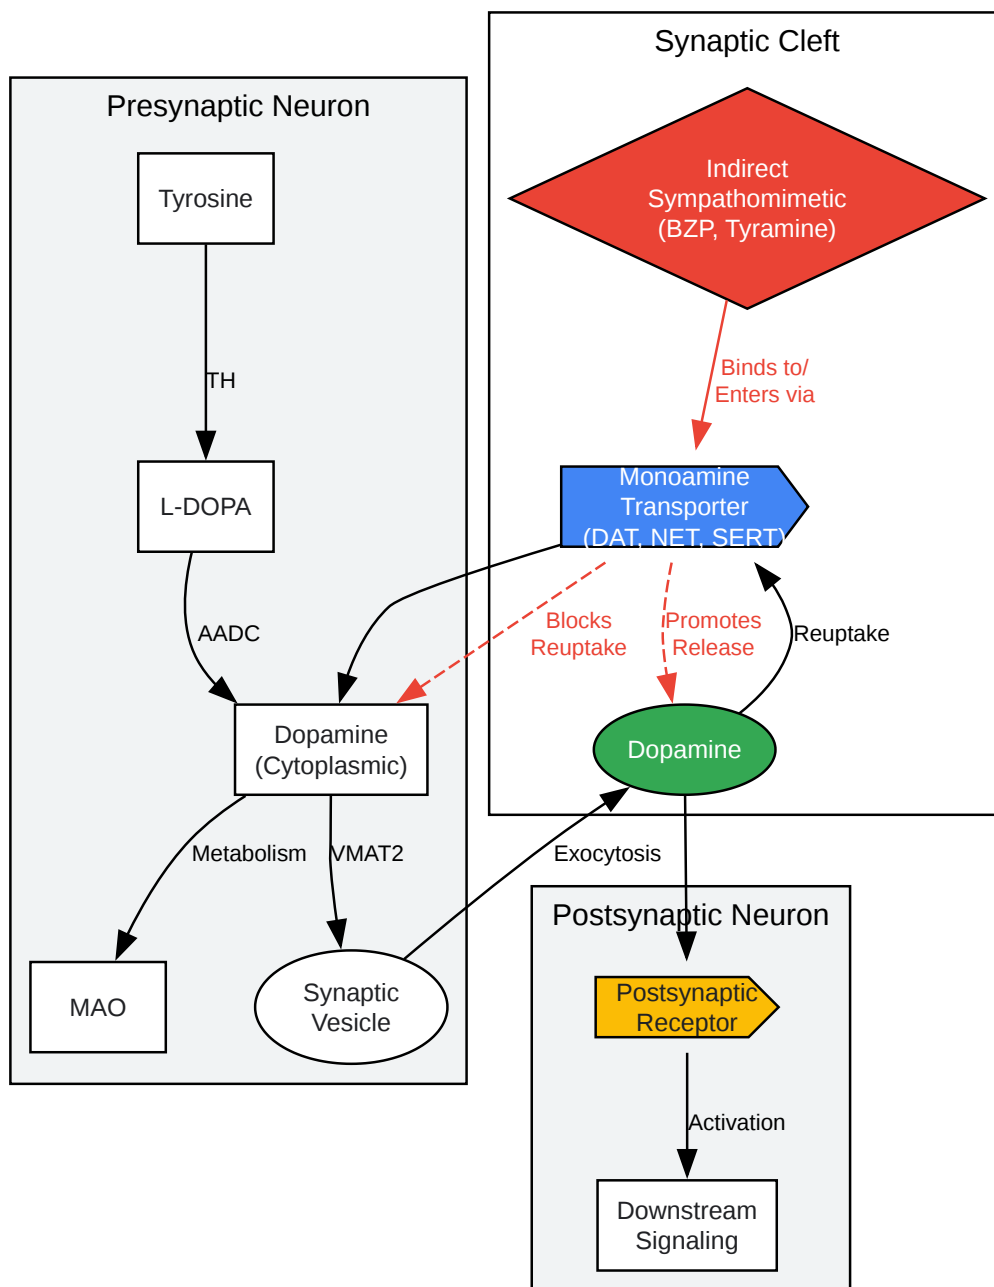 Synaptic Cleft
Presynaptic Neuron
Tyrosine
Indirect
Sympathomimetic
(BZP, Tyramine)
TH
Binds to/
Enters via
L-DOPA
Monoamine
Transporter
(DAT, NET, SERT)
AADC
Blocks
Reuptake
Promotes
Release
Reuptake
Dopamine
(Cytoplasmic)
Dopamine
Metabolism
VMAT2
Exocytosis
Postsynaptic Neuron
MAO
Synaptic
Vesicle
Postsynaptic
Receptor
Activation
Downstream
Signaling